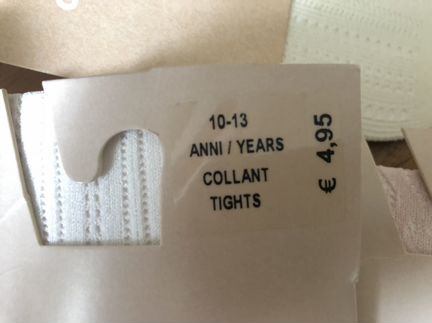 10-13
ANNI / YEARS
COLLANT
TIGHTS
€ 4,95